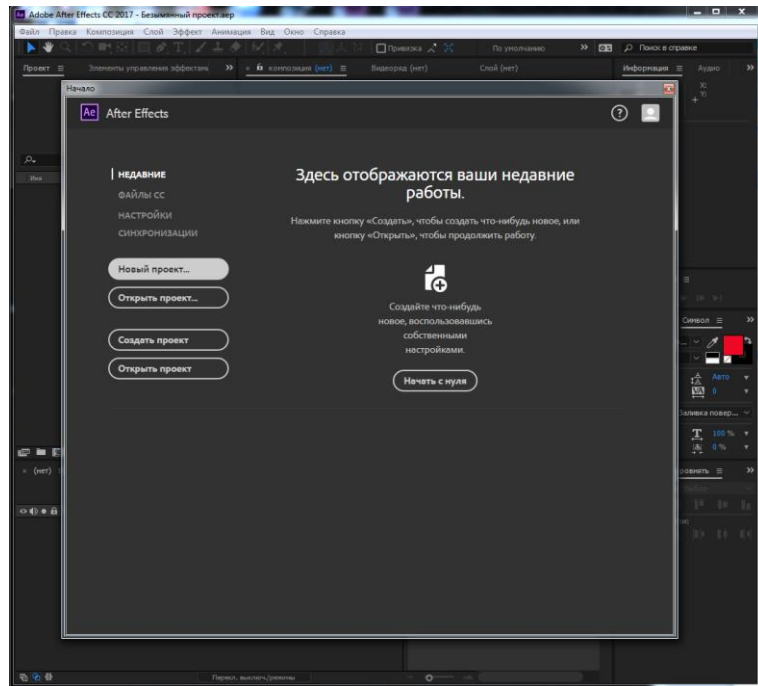 Adobe After Effects CC 2017 - Безымянный проект.aep
Файл Правка Композиция Слой Эффект Анимация Вид Окно Справка
Привязка По умолчанию Поиск в справке
Проект Элементы управления эффектами композиция (нет) Видеоряд (нет) Слой (нет) Информация Аудио
Начало
X:
Y:
Ae After Effects
Имя
НЕДАВНИЕ
ФАЙЛЫ CC
НАСТРОЙКИ
СИНХРОНИЗАЦИИ
Новый проект...
Открыть проект...
Создать проект
Открыть проект
Здесь отображаются ваши недавние
работы.
Нажмите кнопку «Создать», чтобы создать что-нибудь новое, или
кнопку «Открыть», чтобы продолжить работу.
Создайте что-нибудь
новое, воспользовавшись
собственными
настройками.
Начать с нуля
Символ
Авто
0
Заливка повер...
100 %
0 %
(нет)
ровнять
Перекл. выключ./режимы